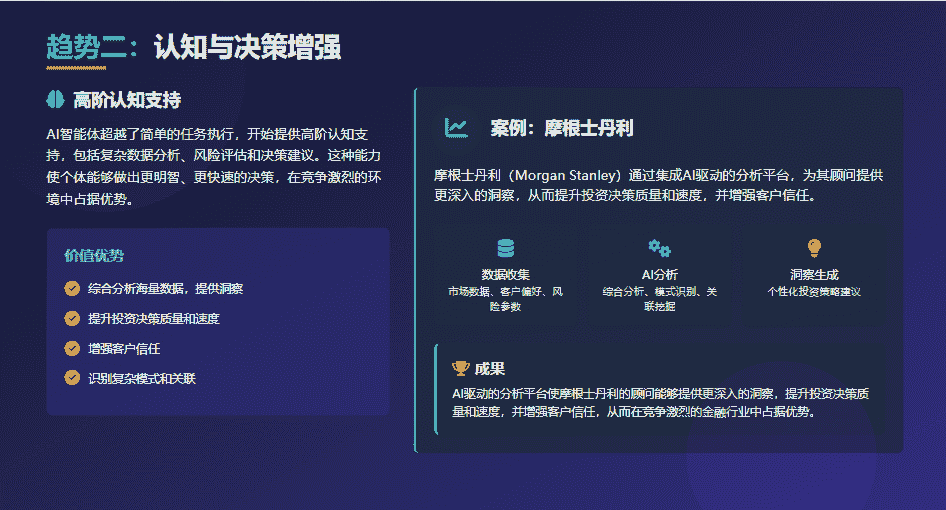 趋势二：认知与决策增强
高阶认知支持
AI智能体超越了简单的任务执行，开始提供高阶认知支
持，包括复杂数据分析、风险评估和决策建议。这种能力
使个体能够做出更明智、更快速的决策，在竞争激烈的环
境中占据优势。
价值优势
综合分析海量数据，提供洞察
提升投资决策质量和速度
增强客户信任
识别复杂模式和关联
案例：摩根士丹利
摩根士丹利（Morgan Stanley）通过集成AI驱动的分析平台，为其顾问提供
更深入的洞察，从而提升投资决策质量和速度，并增强客户信任。
数据收集
市场数据、客户偏好、风
险参数
AI分析
综合分析、模式识别、关
联挖掘
洞察生成
个性化投资策略建议
成果
AI驱动的分析平台使摩根士丹利的顾问能够提供更深入的洞察，提升投资决策质
量和速度，并增强客户信任，从而在竞争激烈的金融行业中占据优势。